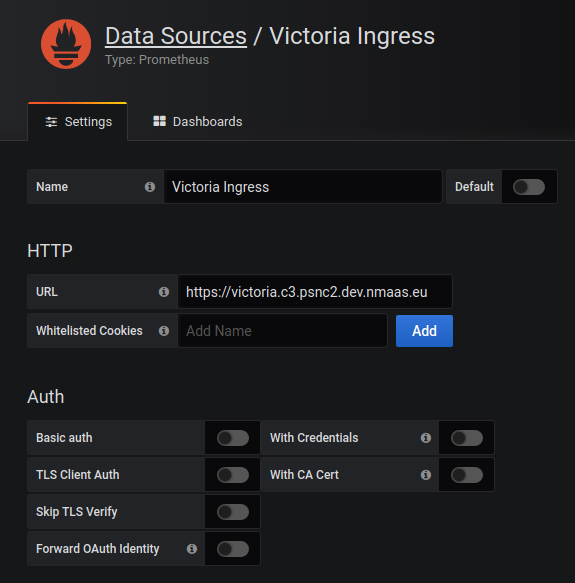 Data Sources / Victoria Ingress
Type: Prometheus
Settings
Dashboards
Name
Victoria Ingress
Default
HTTP
URL
https://victoria.c3.psnc2.dev.nmaas.eu
Whitelisted Cookies
Add Name
Add
Auth
Basic auth
With Credentials
TLS Client Auth
With CA Cert
Skip TLS Verify
Forward OAuth Identity